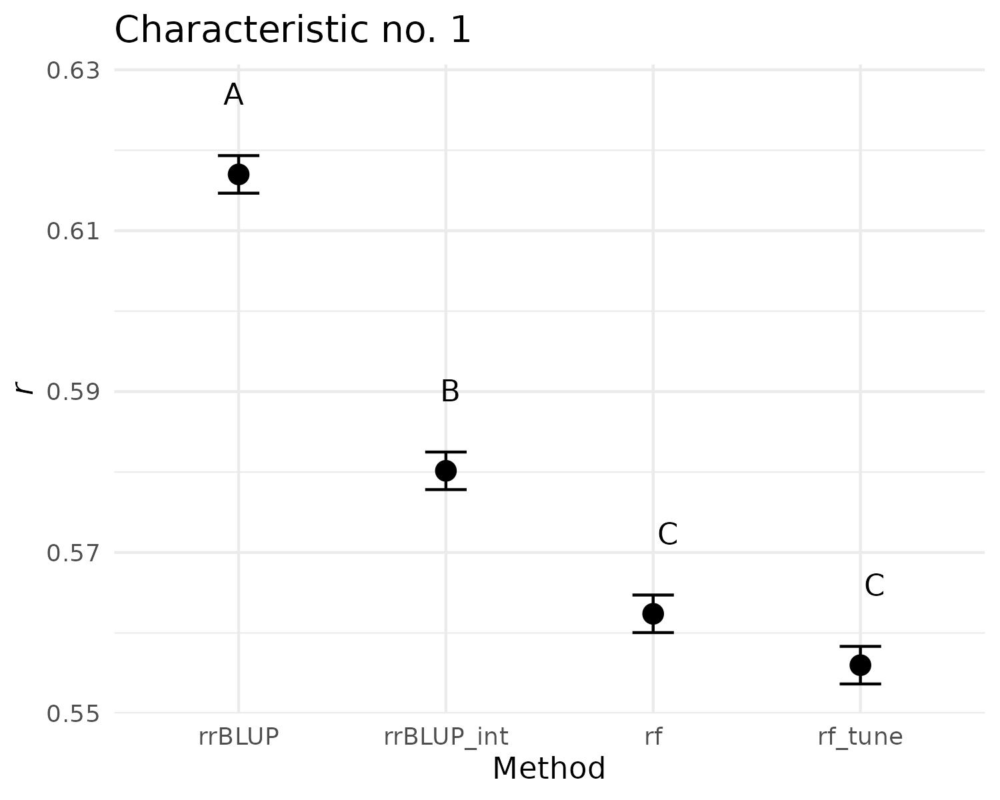 Characteristic no. 1
0.63
A
0.61
B
r
0.59
C
0.57
C
0.55
rrBLUP rrBLUP_int rf rf_tune
Method